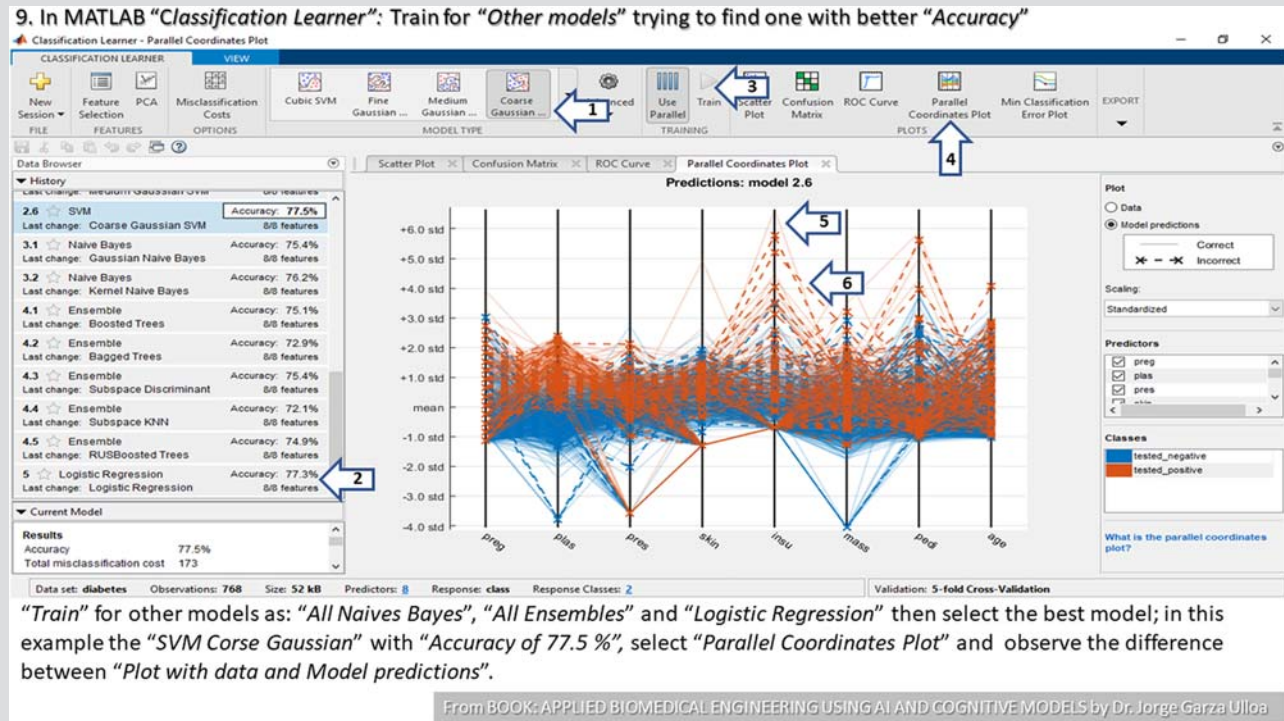 9. In MATLAB “Classification Learner”: Train for “Other models” trying to find one with better “Accuracy”
Classification Learner - Parallel Coordinates Plot
CLASSIFICATION LEARNER
VIEW
New Session
Feature Selection
PCA
Misclassification Costs
Cubic SVM
Fine Gaussian ...
Medium Gaussian ...
Coarse Gaussian ...
1
Use Parallel
Train
3
Plot
Confusion Matrix
ROC Curve
Parallel Coordinates Plot
Min Classification Error Plot
EXPORT
FILE
FEATURES
OPTIONS
MODEL TYPE
TRAINING
PLOTS
4
Data Browser
Scatter Plot
Confusion Matrix
ROC Curve
Parallel Coordinates Plot
History
Last change: Medium Gaussian SVM 8/8 features
2.6 SVM Accuracy: 77.5%
Last change: Coarse Gaussian SVM 8/8 features
3.1 Naive Bayes Accuracy: 75.4%
Last change: Gaussian Naive Bayes 8/8 features
3.2 Naive Bayes Accuracy: 76.2%
Last change: Kernel Naive Bayes 8/8 features
4.1 Ensemble Accuracy: 75.1%
Last change: Boosted Trees 8/8 features
4.2 Ensemble Accuracy: 72.9%
Last change: Bagged Trees 8/8 features
4.3 Ensemble Accuracy: 75.4%
Last change: Subspace Discriminant 8/8 features
4.4 Ensemble Accuracy: 72.1%
Last change: Subspace KNN 8/8 features
4.5 Ensemble Accuracy: 74.9%
Last change: RUSBoosted Trees 8/8 features
5 Logistic Regression Accuracy: 77.3%
Last change: Logistic Regression 8/8 features
2
Current Model
Results
Accuracy 77.5%
Total misclassification cost 173
Predictions: model 2.6
+6.0 std
+5.0 std
+4.0 std
+3.0 std
+2.0 std
+1.0 std
mean
-1.0 std
-2.0 std
-3.0 std
-4.0 std
5
6
preg
plas
pres
skin
insu
mass
pedi
age
Plot
Data
Model predictions
Correct
Incorrect
Scaling:
Standardized
Predictors
preg
plas
pres
Classes
tested_negative
tested_positive
What is the parallel coordinates
plot?
Data set: diabetes Observations: 768 Size: 52 kB Predictors: 8 Response: class Response Classes: 2 Validation: 5-fold Cross-Validation
“Train” for other models as: “All Naives Bayes”, “All Ensembles” and “Logistic Regression” then select the best model; in this
example the “SVM Corse Gaussian” with “Accuracy of 77.5 %”, select “Parallel Coordinates Plot” and observe the difference
between “Plot with data and Model predictions”.
From BOOK: APPLIED BIOMEDICAL ENGINEERING USING AI AND COGNITIVE MODELS by Dr. Jorge Garza Ulloa